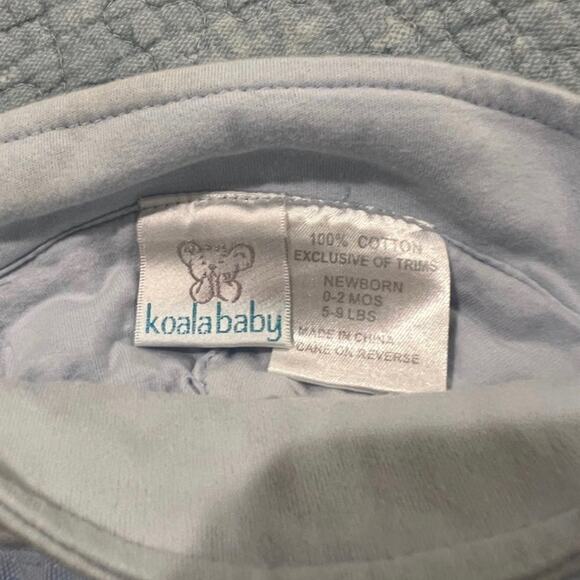 koalababy
100% COTTON
EXCLUSIVE OF TRIMS
NEWBORN
0-2 MOS
5-9 LBS
MADE IN CHINA
CARE ON REVERSE